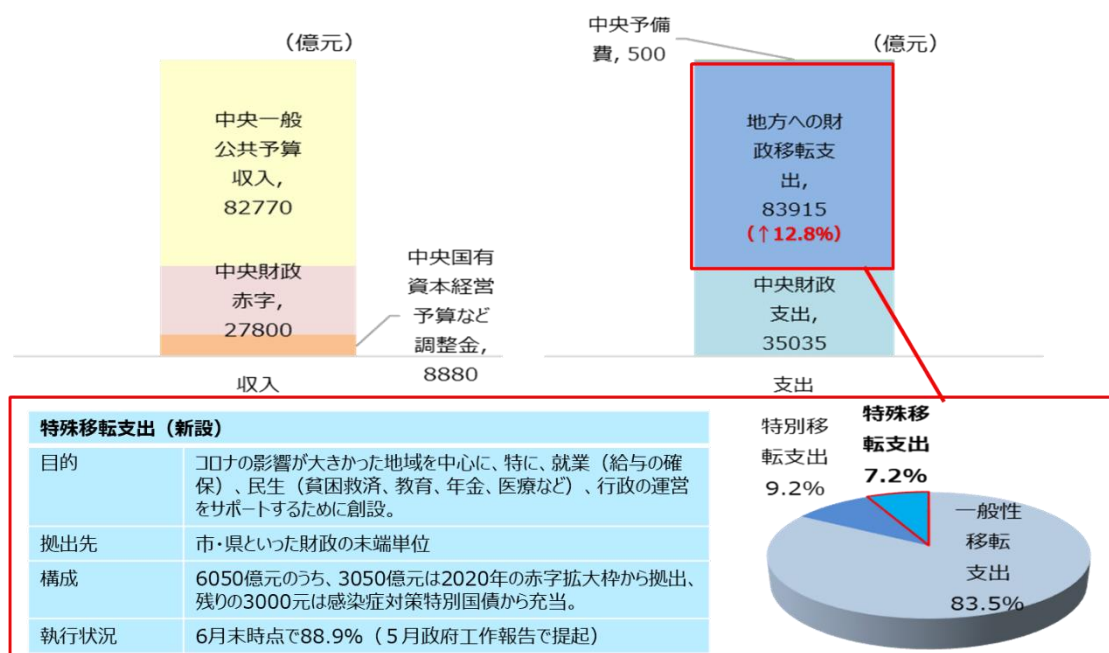 （億元）
中央一般
公共予算
収入,
82770
中央財政
赤字,
27800
中央国有
資本経営
予算など
調整金,
8880
収入
中央予備
費, 500
（億元）
地方への財
政移転支
出,
83915
（↑12.8%）
中央財政
支出,
35035
支出
特殊移転支出（新設）
目的
コロナの影響が大きかった地域を中心に、特に、就業（給与の確
保）、民生（貧困救済、教育、年金、医療など）、行政の運営
をサポートするために創設。
拠出先
市・県といった財政の末端単位
構成
6050億元のうち、3050億元は2020年の赤字拡大枠から拠出、
残りの3000元は感染症対策特別国債から充当。
執行状況
6月末時点で88.9%（５月政府工作報告で提起）
特別移
転支出
9.2%
特殊移
転支出
7.2%
一般性
移転
支出
83.5%